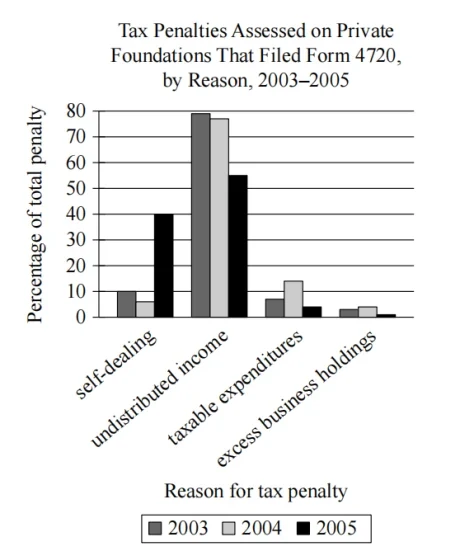 Tax Penalties Assessed on Private
Foundations That Filed Form 4720,
by Reason, 2003–2005
Percentage of total penalty
80
70
60
50
40
30
20
10
0
self-dealing
undistributed income
taxable expenditures
excess business holdings
Reason for tax penalty
2003 2004 2005